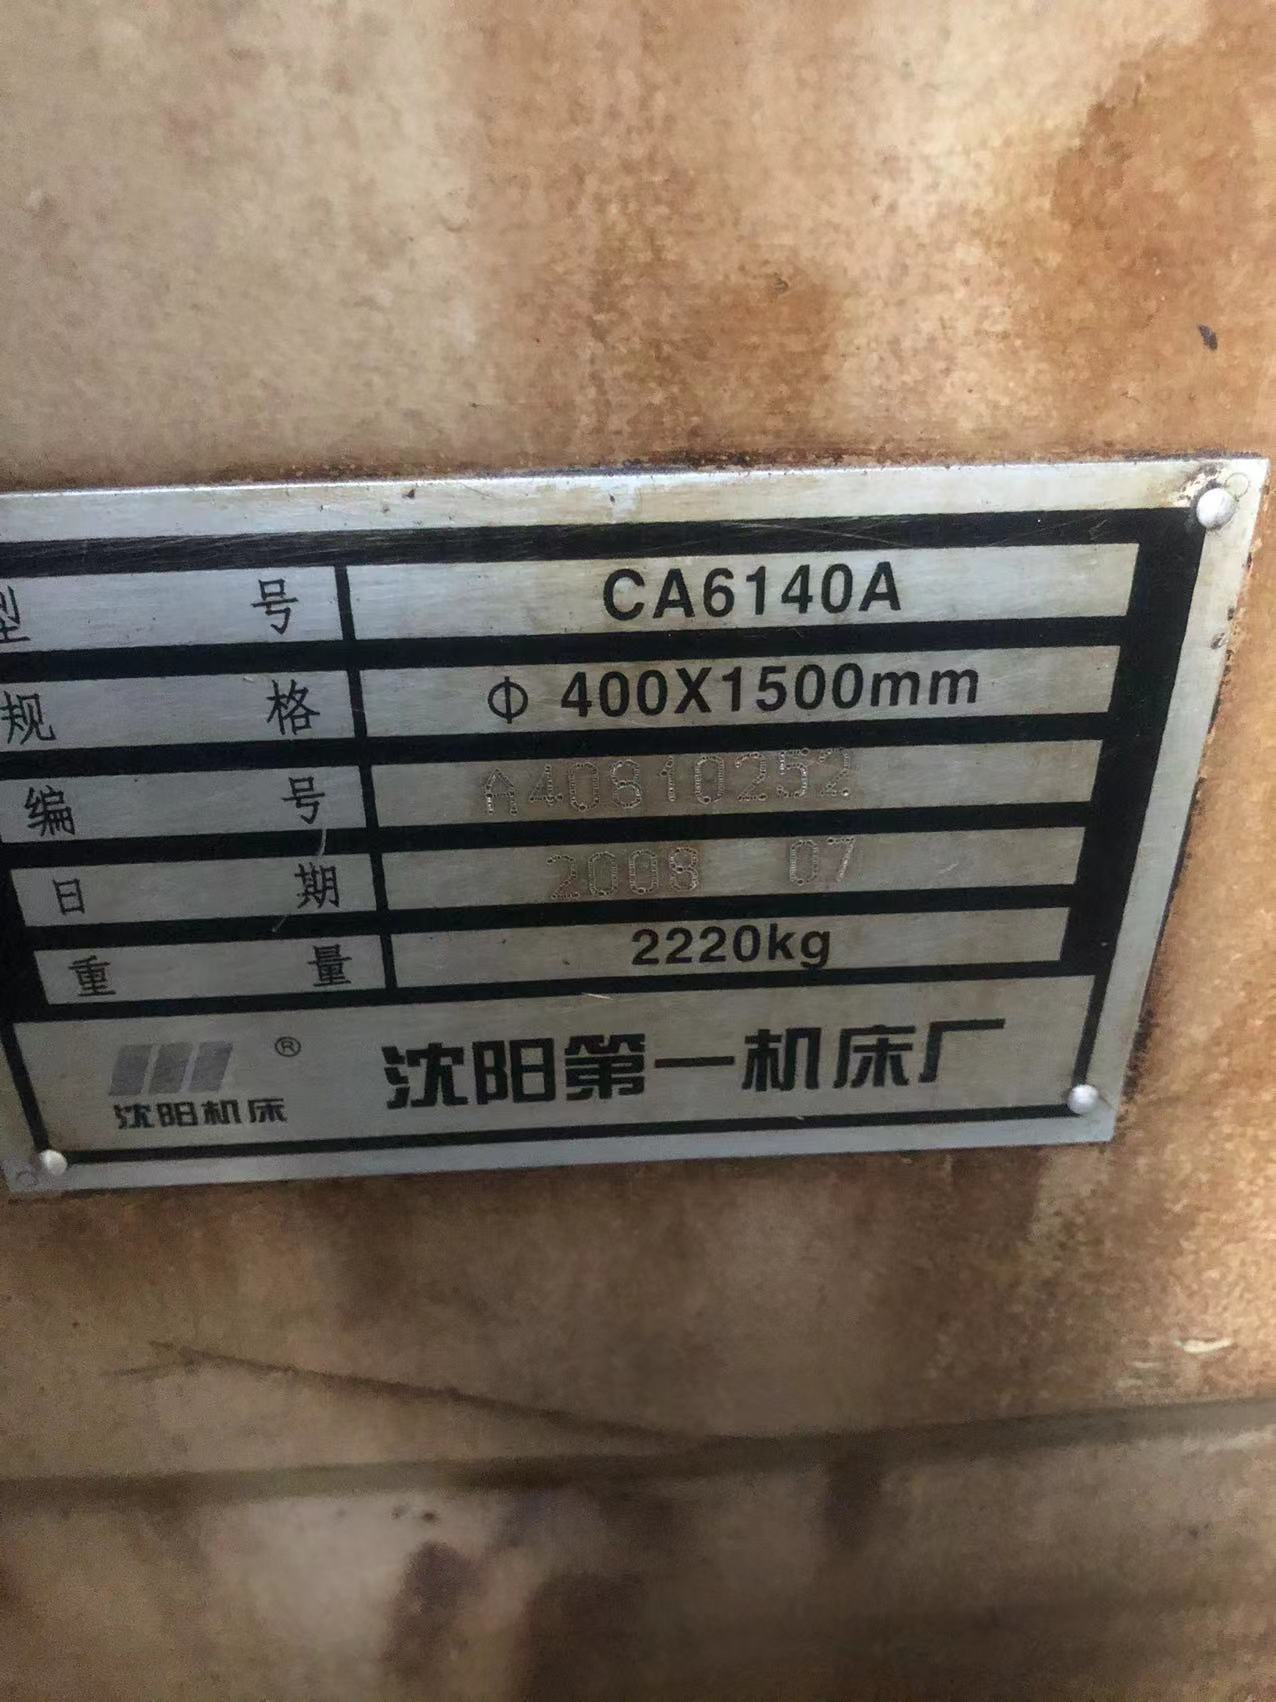 型号 CA6140A
规格 Φ 400X1500mm
编号 A40810252
日期 2008 07
重量 2220kg
®
沈阳机床 沈阳第一机床厂